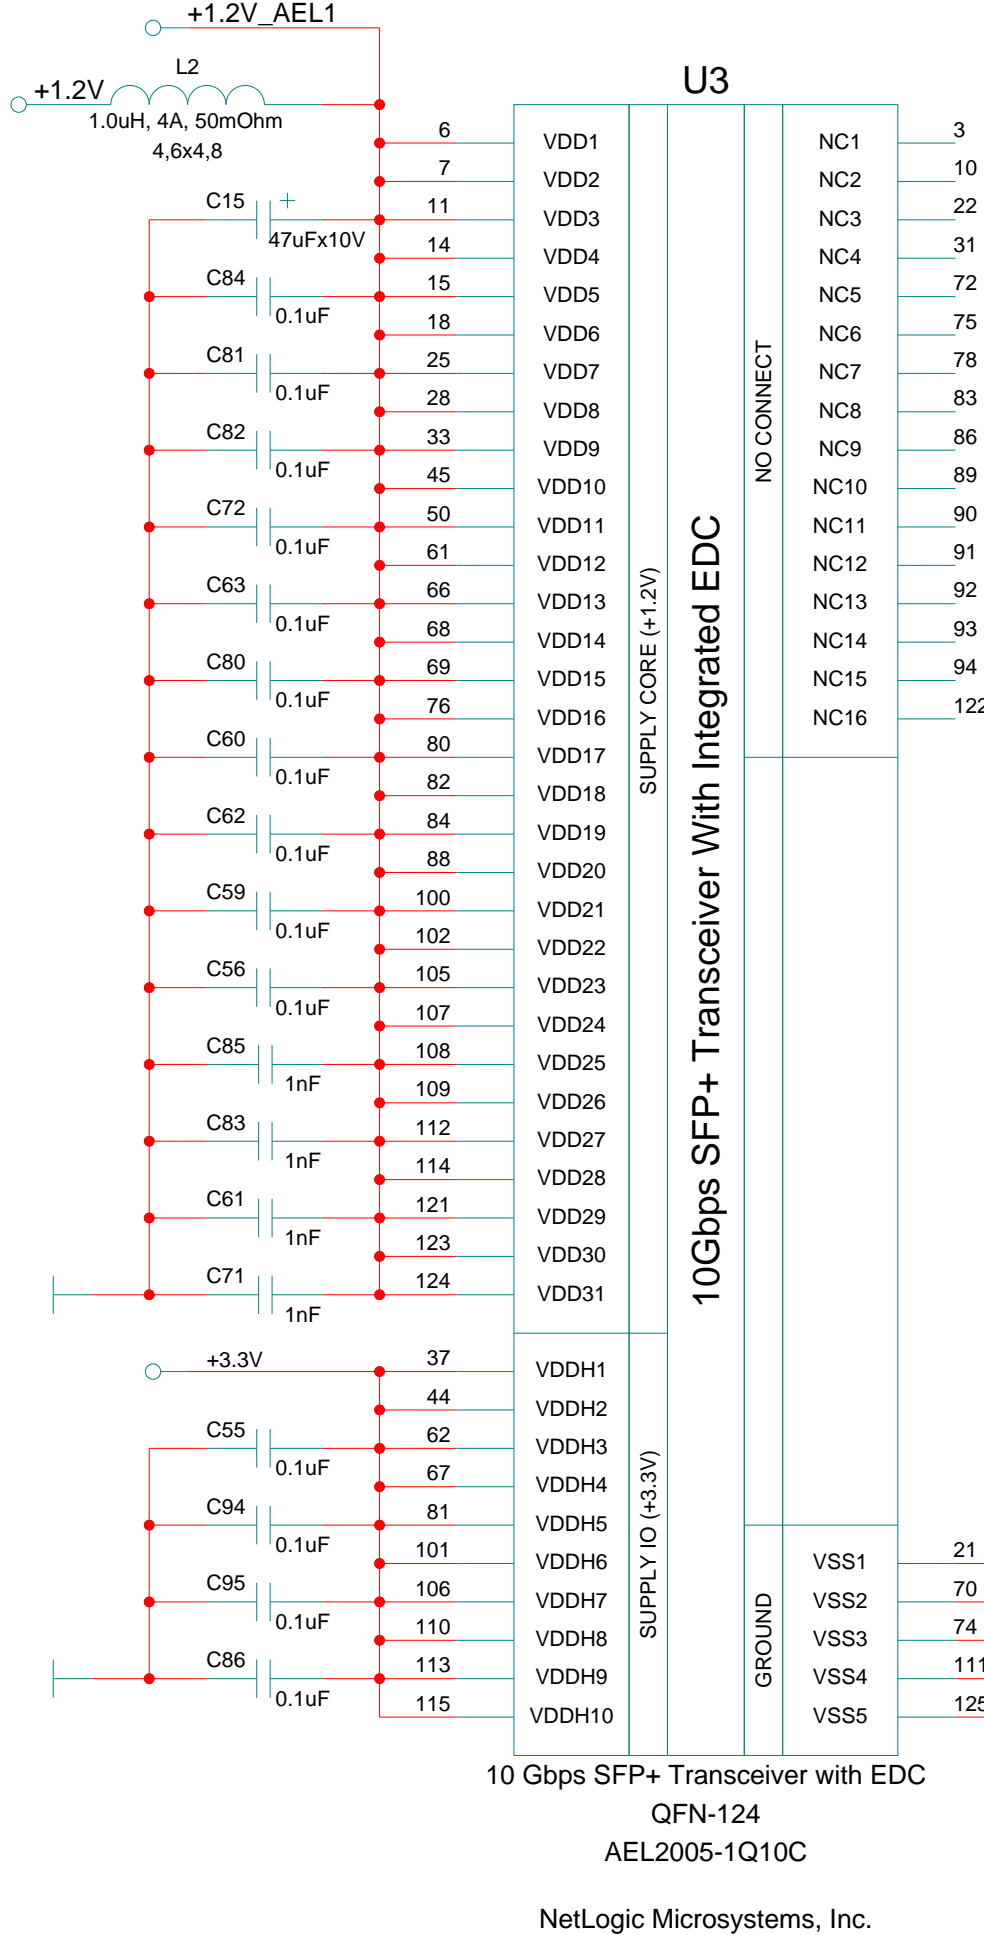 +1.2V_AEL1
L2
+1.2V
1.0uH, 4A, 50mOhm
4,6x4,8
U3
6 VDD1 NC1 3
7 VDD2 NC2 10
C15 + 11 VDD3 NC3 22
47uFx10V
14 VDD4 NC4 31
C84 15 VDD5 NC5 72
0.1uF
18 VDD6 NC6 75
C81 25 VDD7 NC7 78
0.1uF
28 VDD8 NC8 83
C82 33 VDD9 NC9 86
0.1uF
45 VDD10 NC10 89
C72 50 VDD11 NC11 90
0.1uF
61 VDD12 NC12 91
C63 66 VDD13 NC13 92
0.1uF
68 VDD14 NC14 93
C80 69 VDD15 NC15 94
0.1uF
76 VDD16 NC16 122
C60 80 VDD17
0.1uF
82 VDD18
C62 84 VDD19
0.1uF
88 VDD20
C59 100 VDD21
0.1uF
102 VDD22
C56 105 VDD23
0.1uF
107 VDD24
C85 108 VDD25
1nF
109 VDD26
C83 112 VDD27
1nF
114 VDD28
C61 121 VDD29
1nF
123 VDD30
C71 124 VDD31
1nF
SUPPLY CORE (+1.2V)
10Gbps SFP+ Transceiver With Integrated EDC
NO CONNECT
+3.3V 37 VDDH1
44 VDDH2
C55 62 VDDH3
0.1uF
67 VDDH4
C94 81 VDDH5
0.1uF
101 VDDH6 VSS1 21
C95 106 VDDH7 VSS2 70
0.1uF
110 VDDH8 VSS3 74
C86 113 VDDH9 VSS4 111
0.1uF
115 VDDH10 VSS5 125
SUPPLY IO (+3.3V)
GROUND
10 Gbps SFP+ Transceiver with EDC
QFN-124
AEL2005-1Q10C
NetLogic Microsystems, Inc.